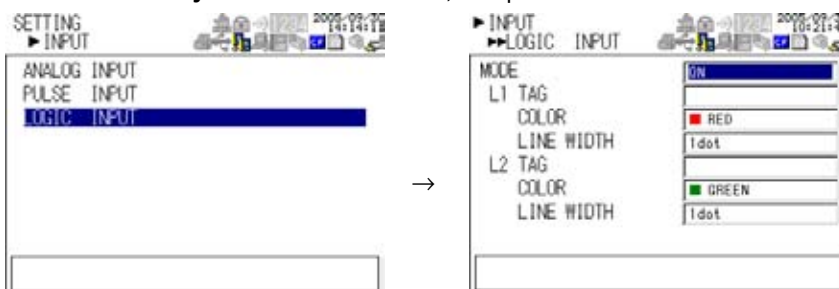 SETTING
► INPUT
ANALOG INPUT
PULSE INPUT
LOGIC INPUT
→
► INPUT
►►LOGIC INPUT
MODE ON
L1 TAG
COLOR RED
LINE WIDTH 1dot
L2 TAG
COLOR GREEN
LINE WIDTH 1dot